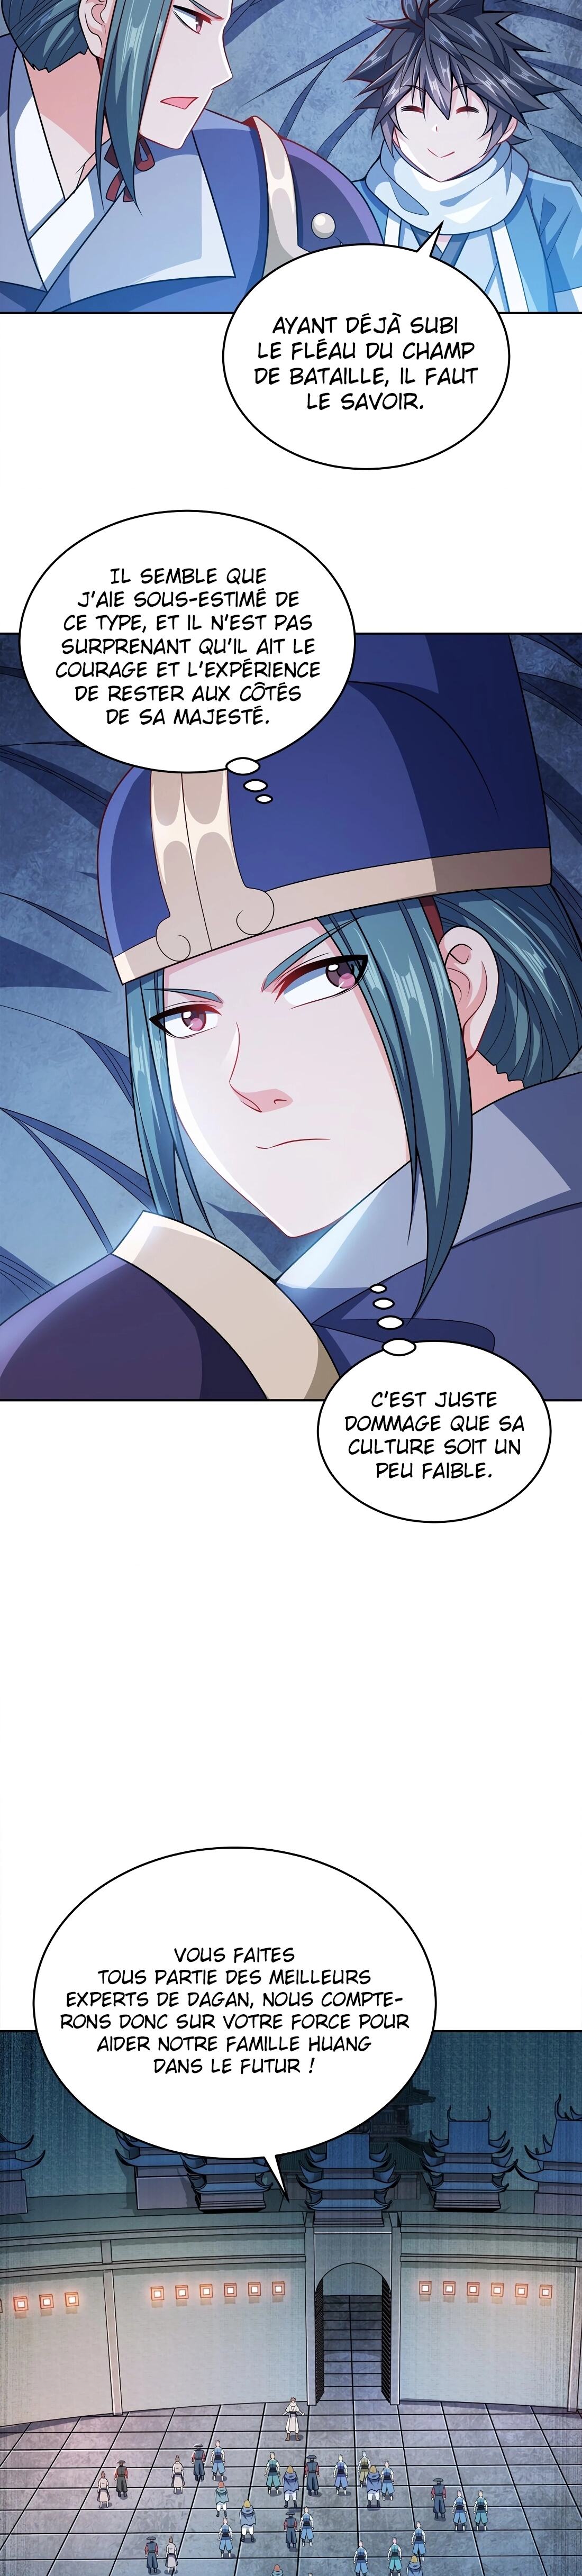 AYANT DÉJÀ SUBI
LE FLÉAU DU CHAMP
DE BATAILLE, IL FAUT
LE SAVOIR.
IL SEMBLE QUE
J'AIE SOUS-ESTIMÉ DE
CE TYPE, ET IL N'EST PAS
SURPRENANT QU'IL AIT LE
COURAGE ET L'EXPÉRIENCE
DE RESTER AUX CÔTÉS
DE SA MAJESTÉ.
C'EST JUSTE
DOMMAGE QUE SA
CULTURE SOIT UN
PEU FAIBLE.
VOUS FAITES
TOUS PARTIE DES MEILLEURS
EXPERTS DE DAGAN, NOUS COMPTE-
RONS DONC SUR VOTRE FORCE POUR
AIDER NOTRE FAMILLE HUANG
DANS LE FUTUR !